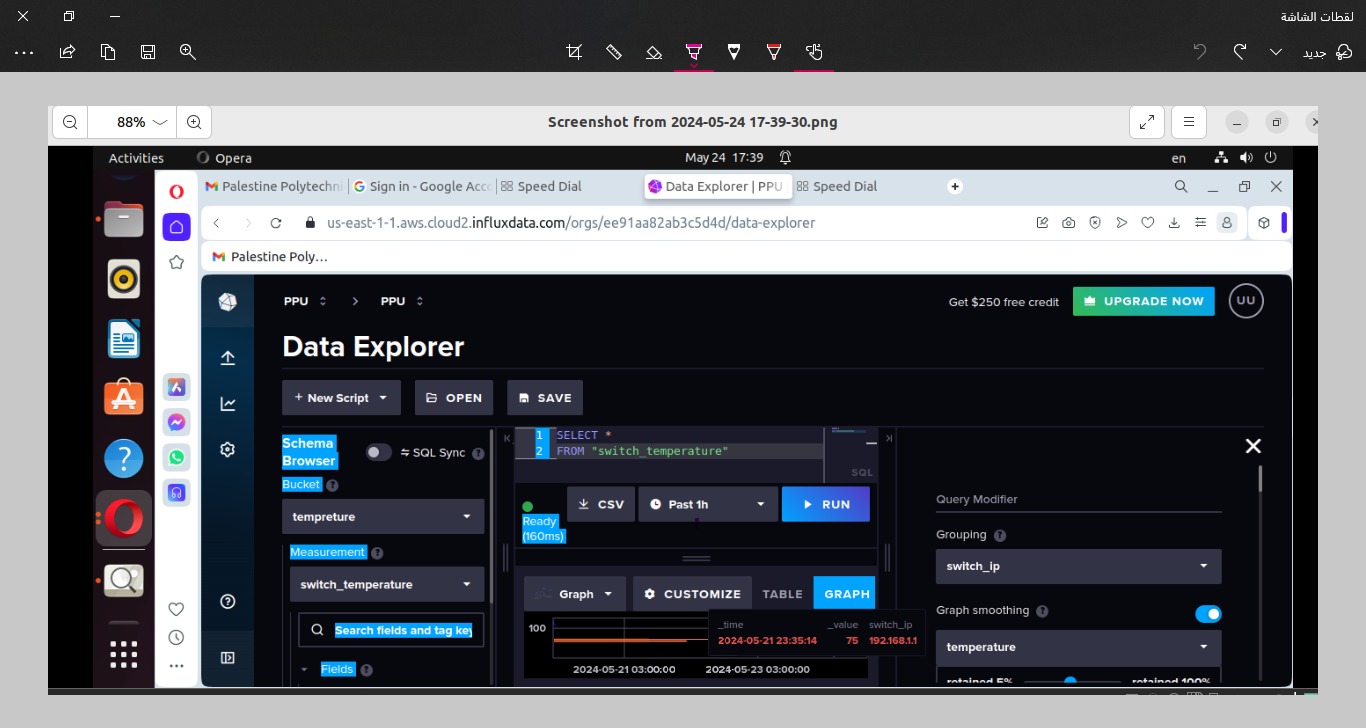 لقطات الشاشة
جديد
88%
Screenshot from 2024-05-24 17-39-30.png
Activities
Opera
May 24 17:39
en
Palestine Polytechni
Sign in - Google Acc
Speed Dial
Data Explorer | PPU
Speed Dial
us-east-1-1.aws.cloud2.influxdata.com/orgs/ee91aa82ab3c5d4d/data-explorer
Palestine Poly...
PPU > PPU
Get $250 free credit
UPGRADE NOW
UU
Data Explorer
+ New Script
OPEN
SAVE
Schema
Browser
SQL Sync
Bucket
tempreture
Measurement
switch_temperature
Search fields and tag key
Fields
1 SELECT *
2 FROM "switch_temperature"
SQL
Ready
(160ms)
CSV
Past 1h
RUN
Graph
CUSTOMIZE
TABLE
GRAPH
_time _value switch_ip
2024-05-21 23:35:14 75 192.168.1.1
100
2024-05-21 03:00:00 2024-05-23 03:00:00
Query Modifier
Grouping
switch_ip
Graph smoothing
temperature
retained 5% retained 100%